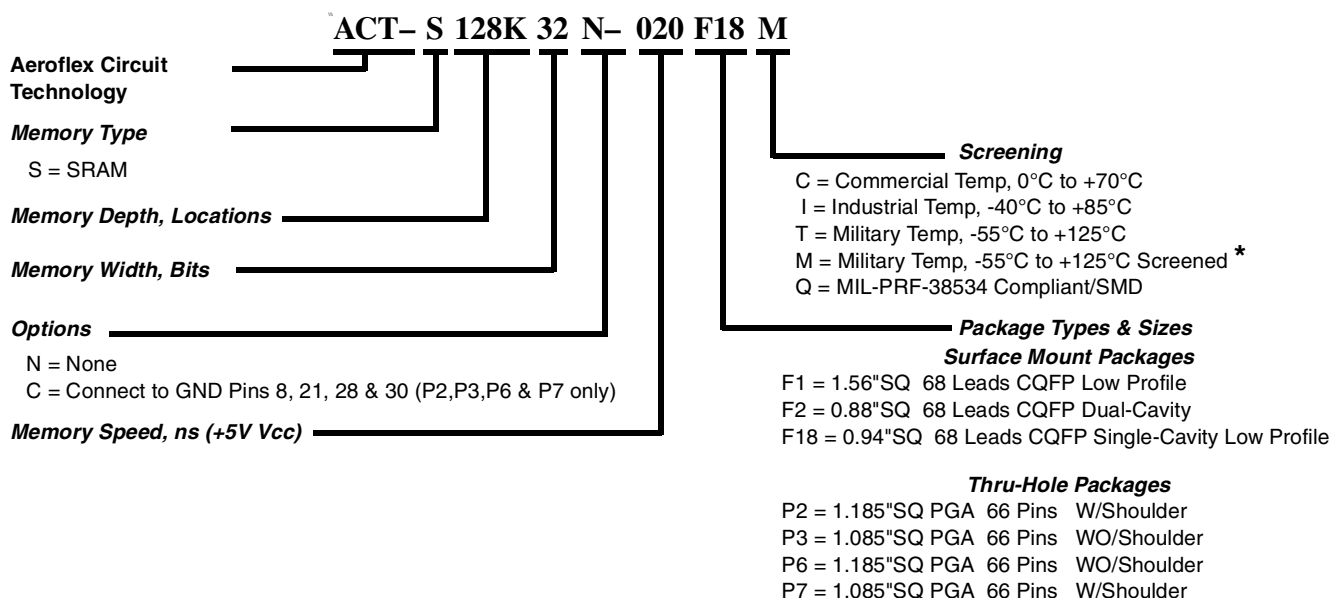 ACT– S 128K 32 N– 020 F18 M
Aeroflex Circuit
Technology
Memory Type
S = SRAM
Memory Depth, Locations
Memory Width, Bits
Options
N = None
C = Connect to GND Pins 8, 21, 28 & 30 (P2,P3,P6 & P7 only)
Memory Speed, ns (+5V Vcc)
Screening
C = Commercial Temp, 0°C to +70°C
I = Industrial Temp, -40°C to +85°C
T = Military Temp, -55°C to +125°C
M = Military Temp, -55°C to +125°C Screened *
Q = MIL-PRF-38534 Compliant/SMD
Package Types & Sizes
Surface Mount Packages
F1 = 1.56"SQ 68 Leads CQFP Low Profile
F2 = 0.88"SQ 68 Leads CQFP Dual-Cavity
F18 = 0.94"SQ 68 Leads CQFP Single-Cavity Low Profile
Thru-Hole Packages
P2 = 1.185"SQ PGA 66 Pins W/Shoulder
P3 = 1.085"SQ PGA 66 Pins WO/Shoulder
P6 = 1.185"SQ PGA 66 Pins WO/Shoulder
P7 = 1.085"SQ PGA 66 Pins W/Shoulder